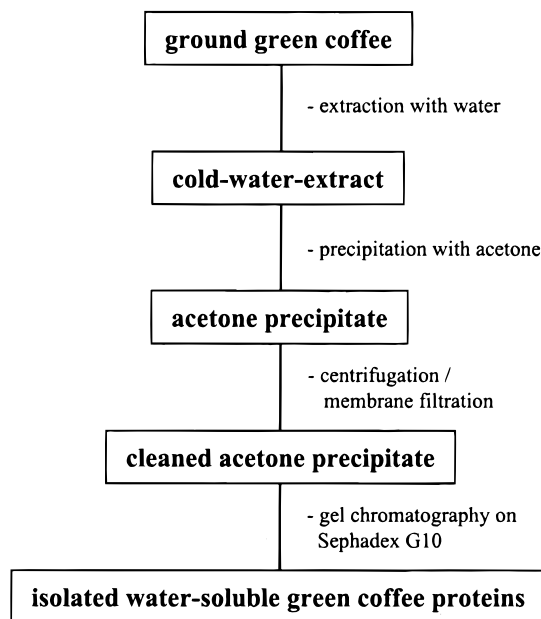 ground green coffee
- extraction with water
cold-water-extract
- precipitation with acetone
acetone precipitate
- centrifugation /
membrane filtration
cleaned acetone precipitate
- gel chromatography on
Sephadex G10
isolated water-soluble green coffee proteins